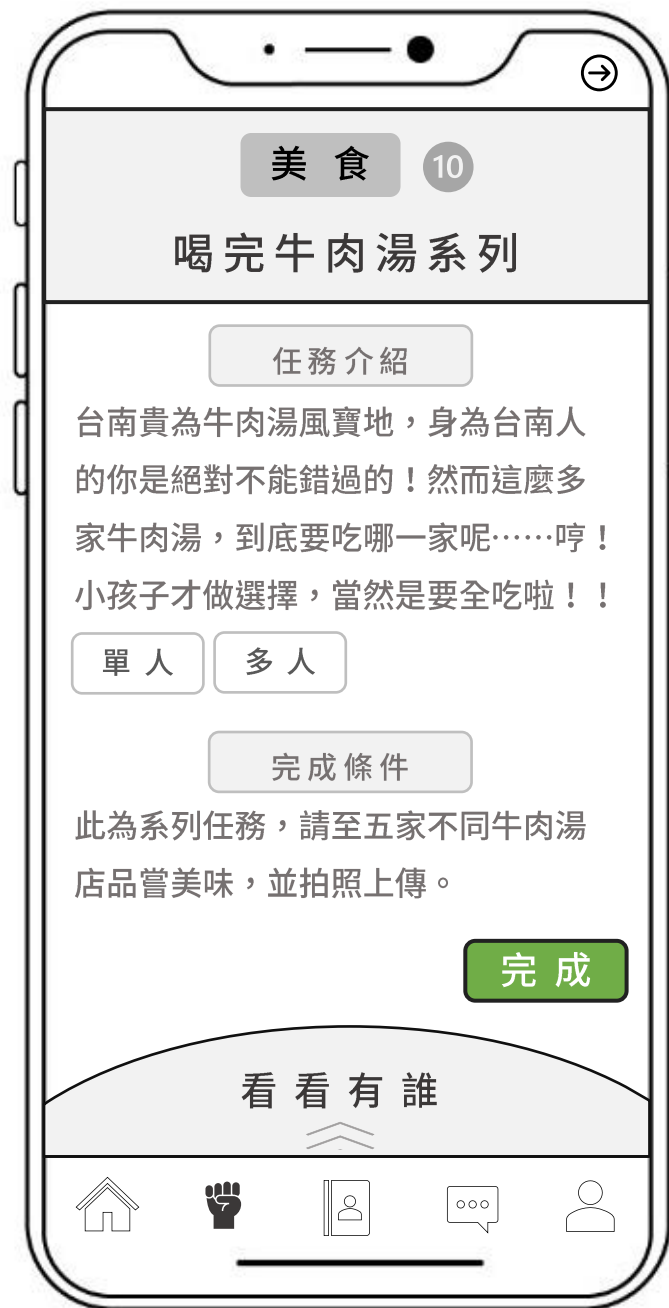 美食 10
喝完牛肉湯系列
任務介紹
台南貴為牛肉湯風寶地，身為台南人
的你是絕對不能錯過的！然而這麼多
家牛肉湯，到底要吃哪一家呢……哼！
小孩子才做選擇，當然是要全吃啦！！
單人 多人
完成條件
此為系列任務，請至五家不同牛肉湯
店品嘗美味，並拍照上傳。
完成
看看有誰